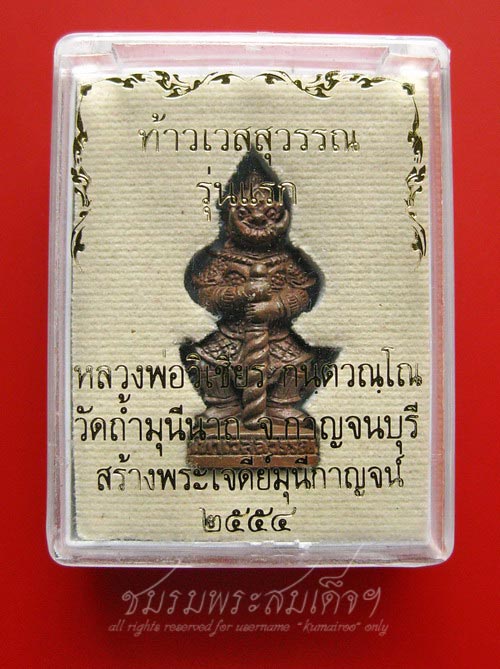 ท้าวเวสสุวรรณ
รุ่นแรก
หลวงพ่อวิเชียร กนฺตวณฺโณ
วัดถ้ำมุนีนาถ จ.กาญจนบุรี
สร้างพระเจดีย์มุนีกาญจน์
๒๕๕๔
ชมรมพระสมเด็จฯ
all rights reserved for username "kumairoo" only